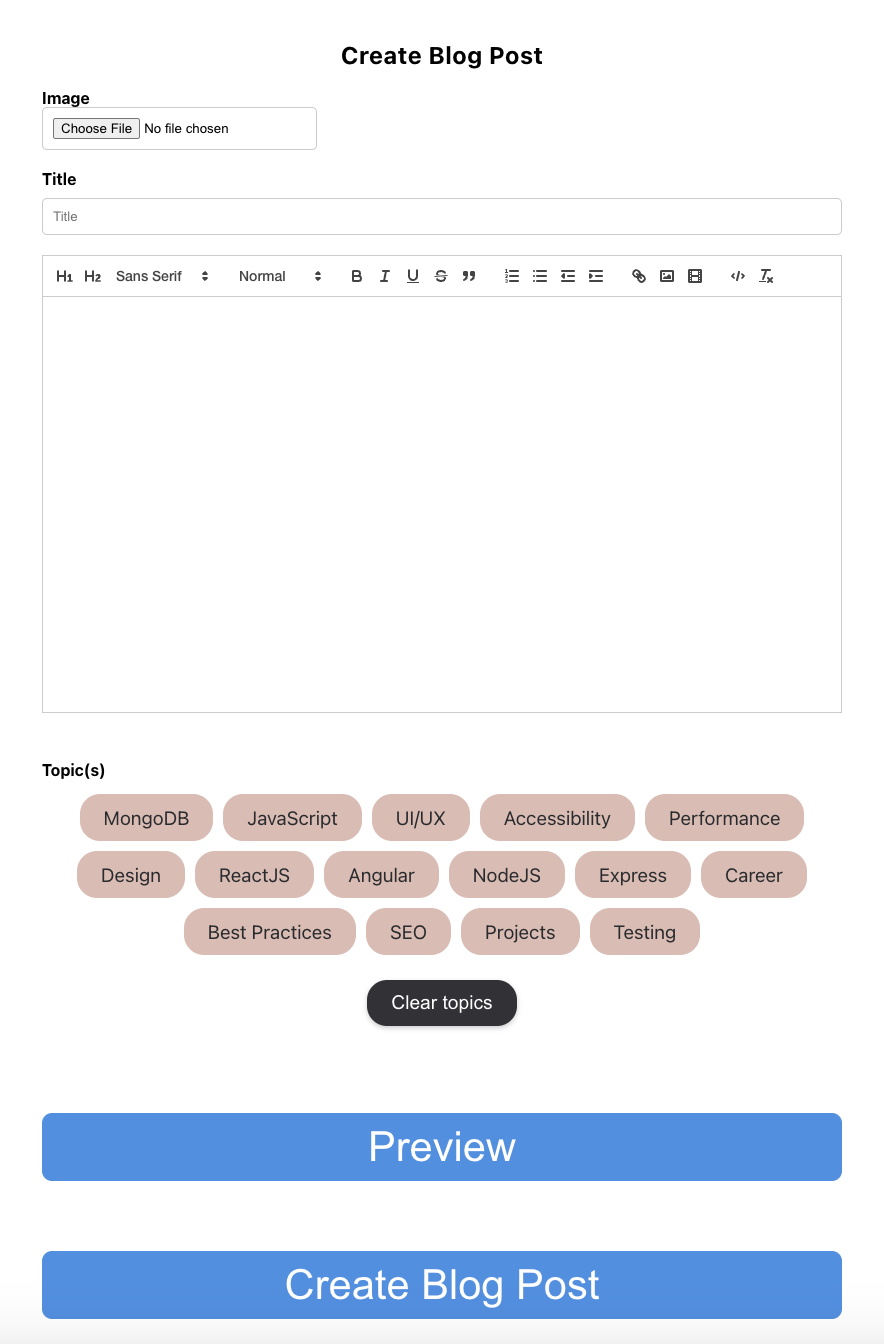 Create Blog Post
Image
Choose File No file chosen
Title
Title
H1 H2 Sans Serif Normal B I U S
Topic(s)
MongoDB JavaScript UI/UX Accessibility Performance
Design ReactJS Angular NodeJS Express Career
Best Practices SEO Projects Testing
Clear topics
Preview
Create Blog Post